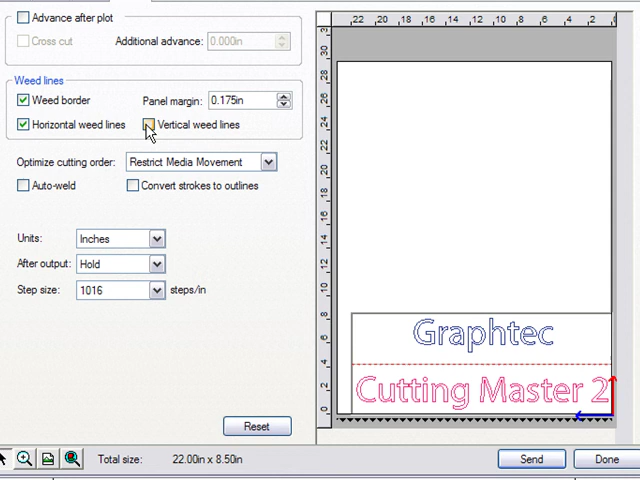 Advance after plot
Cross cut Additional advance: 0.000in
Weed lines
Weed border Panel margin: 0.175in
Horizontal weed lines Vertical weed lines
Optimize cutting order: Restrict Media Movement
Auto-weld Convert strokes to outlines
Units: Inches
After output: Hold
Step size: 1016 steps/in
Reset
Total size: 22.00in x 8.50in
Send Done
22 20 18 16 14 12 10 8 6 4 2
30
28
26
24
22
20
18
16
14
12
10
8
6
4
2
0
Graphtec
Cutting Master 2